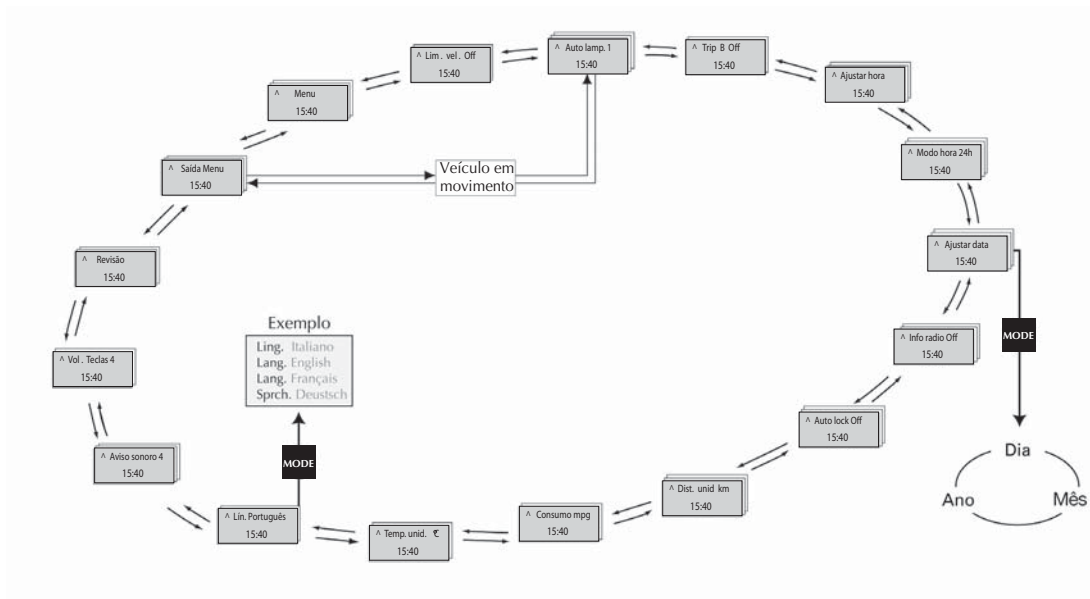 ^ Auto lamp. 1
15:40
^ Trip B Off
15:40
^ Ajustar hora
15:40
^ Modo hora 24h
15:40
^ Ajustar data
15:40
MODE
Dia
Mês
Ano
^ Info radio Off
15:40
^ Auto lock Off
15:40
^ Dist. unid km
15:40
^ Consumo mpg
15:40
^ Temp. unid. °C
15:40
^ Lín. Português
15:40
MODE
Exemplo
Ling. Italiano
Lang. English
Lang. Français
Sprch. Deustsch
^ Aviso sonoro 4
15:40
^ Vol. Teclas 4
15:40
^ Revisão
15:40
^ Saída Menu
15:40
^ Menu
15:40
^ Lim. vel. Off
15:40
Veículo em
movimento